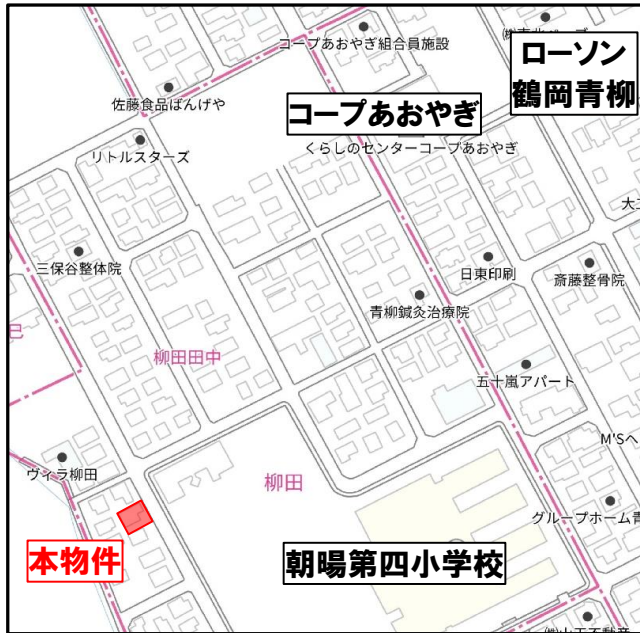 コープあおやぎ組合員施設
ローソン
鶴岡青柳
佐藤食品ばんげや
コープあおやぎ
くらしのセンターコープあおやぎ
リトルスターズ
三保谷整体院
日東印刷
斎藤整骨院
青柳鍼灸治療院
柳田田中
五十嵐アパート
M'Sヘ
ヴィラ柳田
柳田
グループホーム青
本物件
朝暘第四小学校